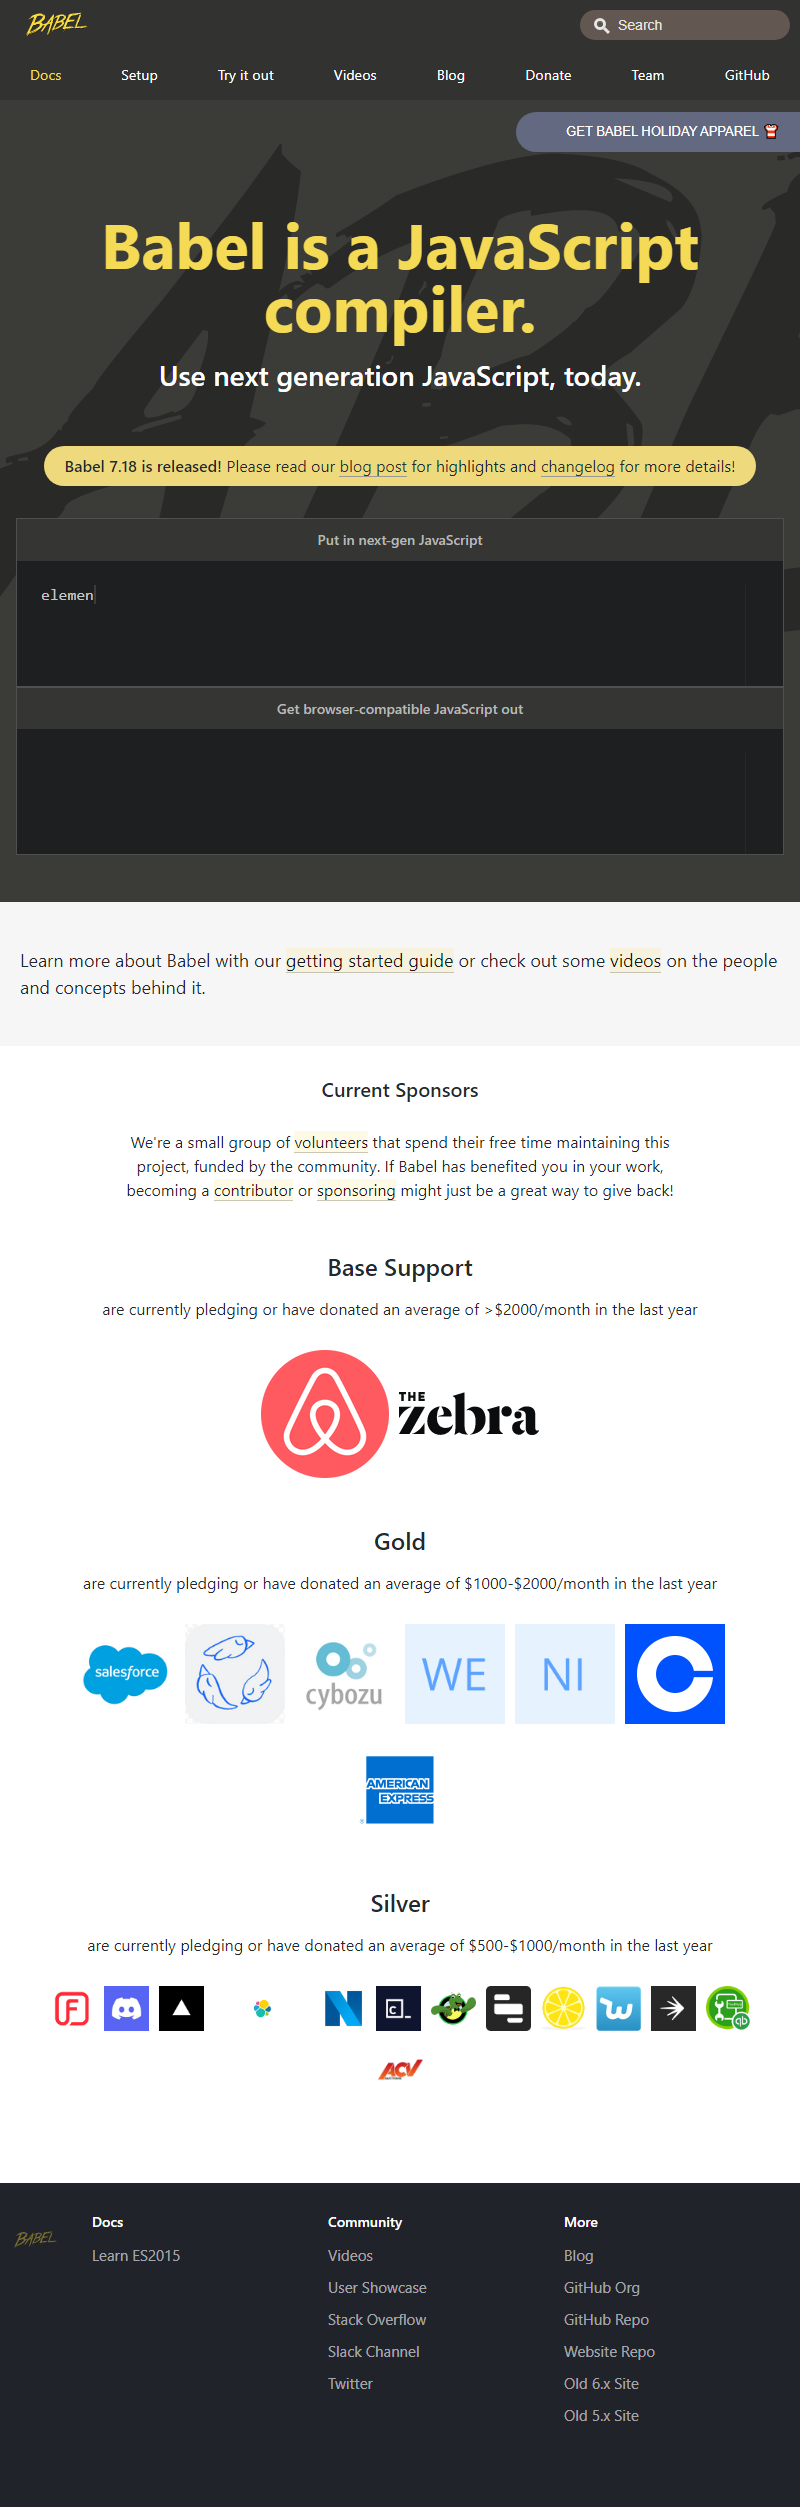 BABEL
Search
Docs Setup Try it out Videos Blog Donate Team GitHub
GET BABEL HOLIDAY APPAREL
Babel is a JavaScript
compiler.
Use next generation JavaScript, today.
Babel 7.18 is released! Please read our blog post for highlights and changelog for more details!
Put in next-gen JavaScript
elemen
Get browser-compatible JavaScript out
Learn more about Babel with our getting started guide or check out some videos on the people
and concepts behind it.
Current Sponsors
We're a small group of volunteers that spend their free time maintaining this
project, funded by the community. If Babel has benefited you in your work,
becoming a contributor or sponsoring might just be a great way to give back!
Base Support
are currently pledging or have donated an average of >$2000/month in the last year
THE
zebra
Gold
are currently pledging or have donated an average of $1000-$2000/month in the last year
salesforce
cybozu
WE
NI
AMERICAN
EXPRESS
Silver
are currently pledging or have donated an average of $500-$1000/month in the last year
ACV
BABEL
Docs
Learn ES2015
Community
Videos
User Showcase
Stack Overflow
Slack Channel
Twitter
More
Blog
GitHub Org
GitHub Repo
Website Repo
Old 6.x Site
Old 5.x Site